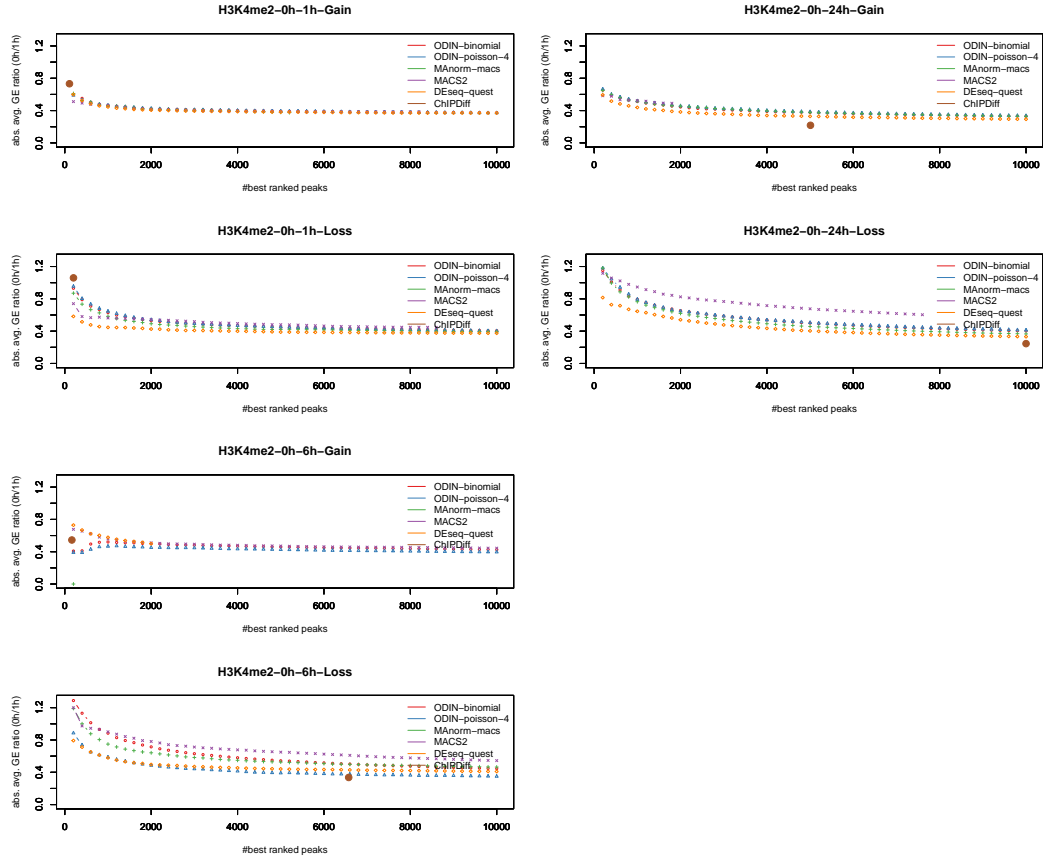 H3K4me2−0h−1h−Gain
abs. avg. GE ratio (0h/1h)
0.0 0.4 0.8 1.2
ODIN−binomial
ODIN−poisson−4
MAnorm−macs
MACS2
DEseq−quest
ChIPDiff
0 2000 4000 6000 8000 10000
#best ranked peaks
H3K4me2−0h−24h−Gain
abs. avg. GE ratio (0h/1h)
0.0 0.4 0.8 1.2
ODIN−binomial
ODIN−poisson−4
MAnorm−macs
MACS2
DEseq−quest
ChIPDiff
0 2000 4000 6000 8000 10000
#best ranked peaks
H3K4me2−0h−1h−Loss
abs. avg. GE ratio (0h/1h)
0.0 0.4 0.8 1.2
ODIN−binomial
ODIN−poisson−4
MAnorm−macs
MACS2
DEseq−quest
ChIPDiff
0 2000 4000 6000 8000 10000
#best ranked peaks
H3K4me2−0h−24h−Loss
abs. avg. GE ratio (0h/1h)
0.0 0.4 0.8 1.2
ODIN−binomial
ODIN−poisson−4
MAnorm−macs
MACS2
DEseq−quest
ChIPDiff
0 2000 4000 6000 8000 10000
#best ranked peaks
H3K4me2−0h−6h−Gain
abs. avg. GE ratio (0h/1h)
0.0 0.4 0.8 1.2
ODIN−binomial
ODIN−poisson−4
MAnorm−macs
MACS2
DEseq−quest
ChIPDiff
0 2000 4000 6000 8000 10000
#best ranked peaks
H3K4me2−0h−6h−Loss
abs. avg. GE ratio (0h/1h)
0.0 0.4 0.8 1.2
ODIN−binomial
ODIN−poisson−4
MAnorm−macs
MACS2
DEseq−quest
ChIPDiff
0 2000 4000 6000 8000 10000
#best ranked peaks